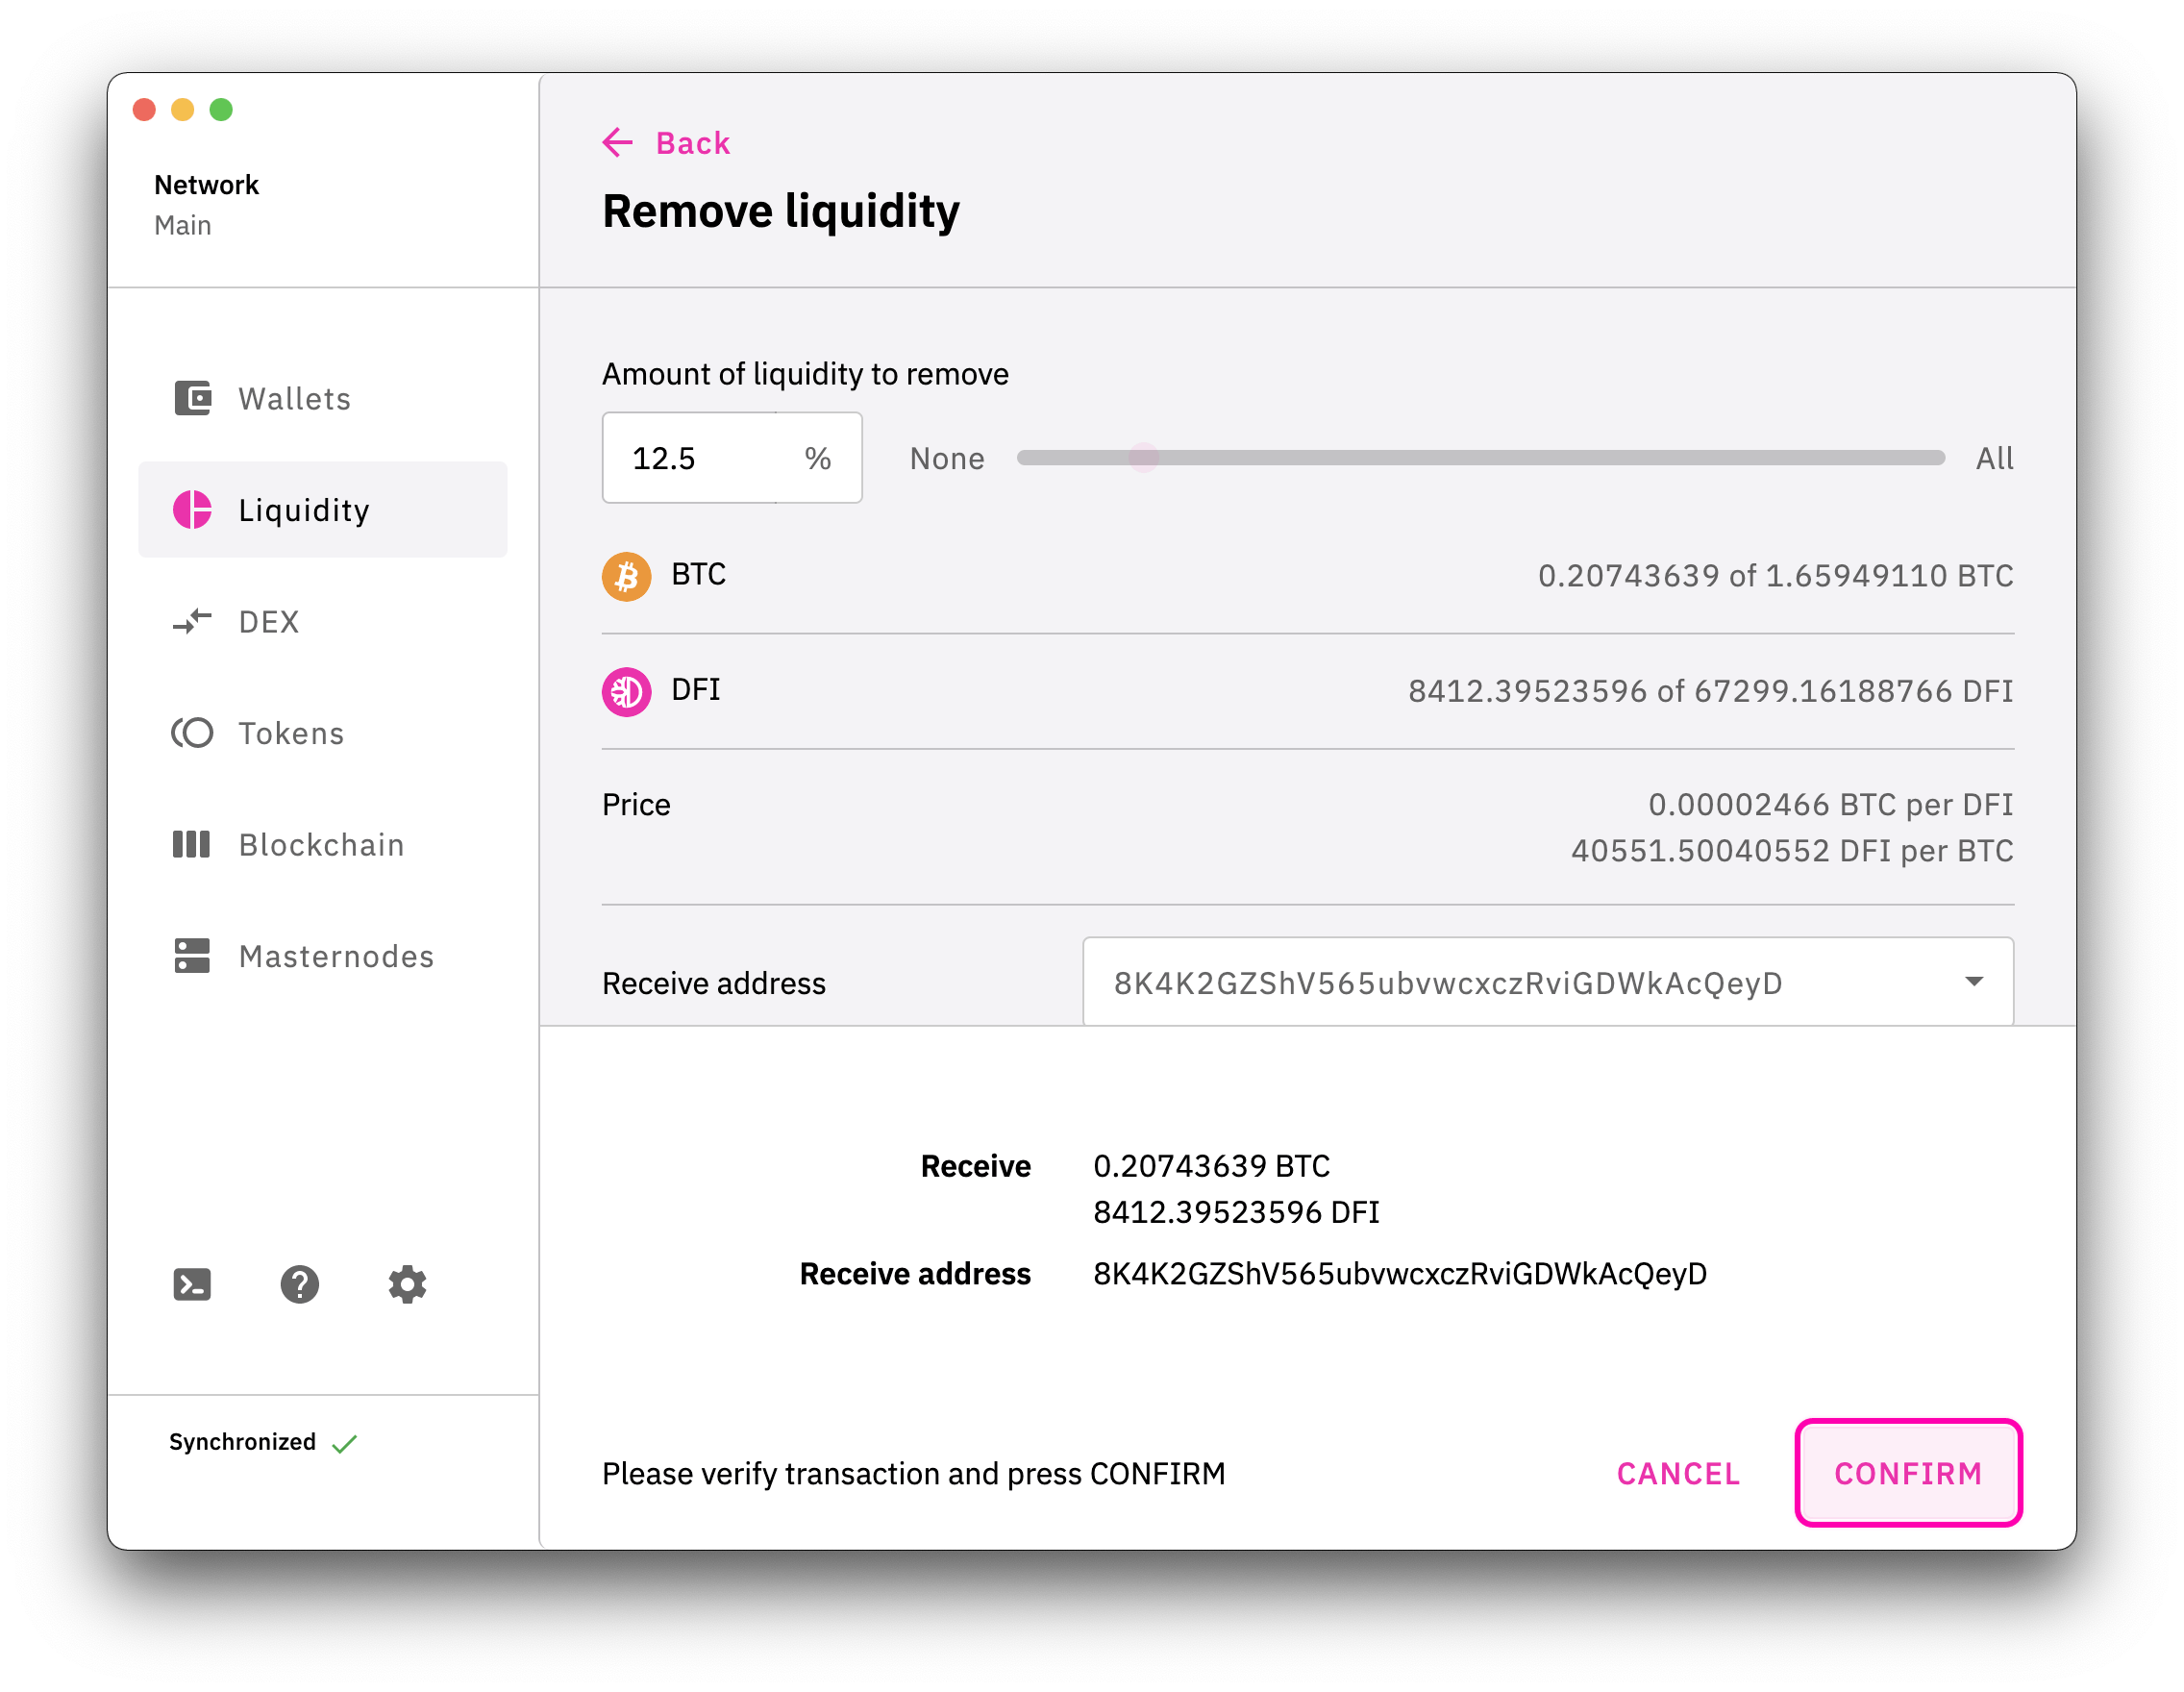 Network
Main
Wallets
Liquidity
DEX
Tokens
Blockchain
Masternodes
Synchronized
Back
Remove liquidity
Amount of liquidity to remove
12.5 %
None
All
BTC
0.20743639 of 1.65949110 BTC
DFI
8412.39523596 of 67299.16188766 DFI
Price
0.00002466 BTC per DFI
40551.50040552 DFI per BTC
Receive address
8K4K2GZShV565ubvwcxczRviGDWkAcQeyD
Receive
0.20743639 BTC
8412.39523596 DFI
Receive address
8K4K2GZShV565ubvwcxczRviGDWkAcQeyD
Please verify transaction and press CONFIRM
CANCEL
CONFIRM